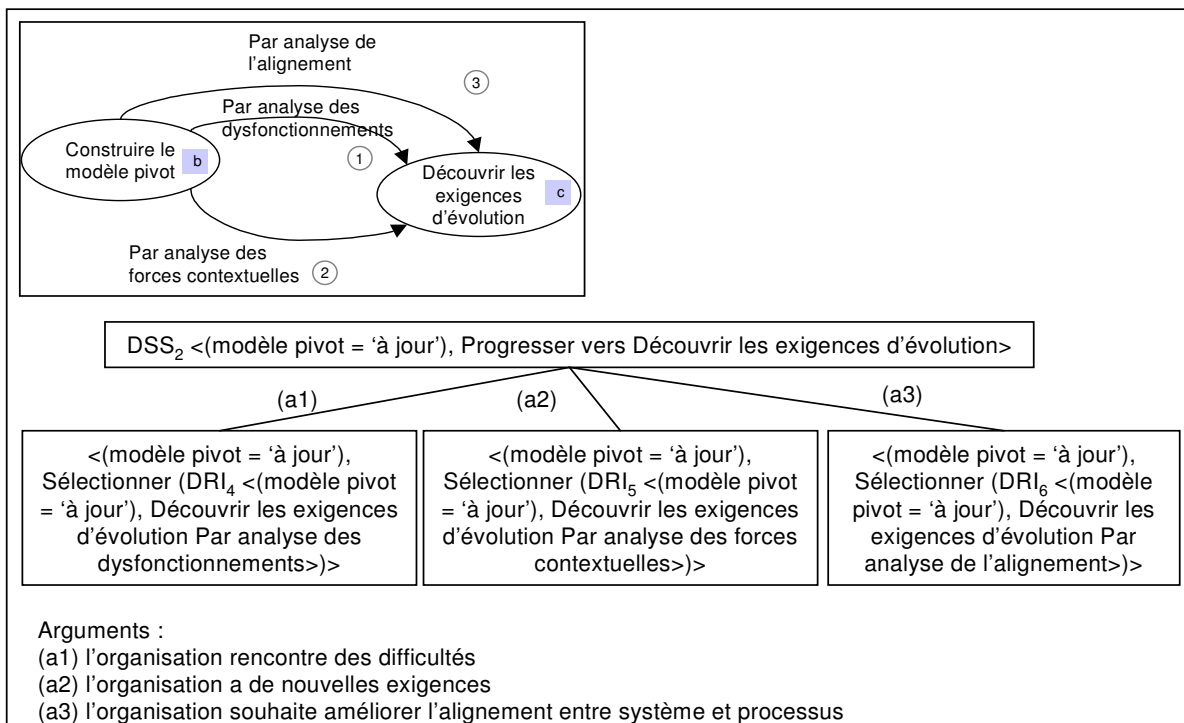 Par analyse de
l'alignement
3
Par analyse des
dysfonctionnements
1
Construire le
modèle pivot
b
Découvrir les
exigences
d'évolution
c
Par analyse des
forces contextuelles
2
DSS2 <(modèle pivot = 'à jour'), Progresser vers Découvrir les exigences d'évolution>
(a1)
(a2)
(a3)
<(modèle pivot = 'à jour'),
Sélectionner (DRI4 <(modèle pivot
= 'à jour'), Découvrir les exigences
d'évolution Par analyse des
dysfonctionnements>)>
<(modèle pivot = 'à jour'),
Sélectionner (DRI5 <(modèle pivot
= 'à jour'), Découvrir les exigences
d'évolution Par analyse des forces
contextuelles>)>
<(modèle pivot = 'à jour'),
Sélectionner (DRI6 <(modèle
pivot = 'à jour'), Découvrir les
exigences d'évolution Par
analyse de l'alignement>)>
Arguments :
(a1) l'organisation rencontre des difficultés
(a2) l'organisation a de nouvelles exigences
(a3) l'organisation souhaite améliorer l'alignement entre système et processus